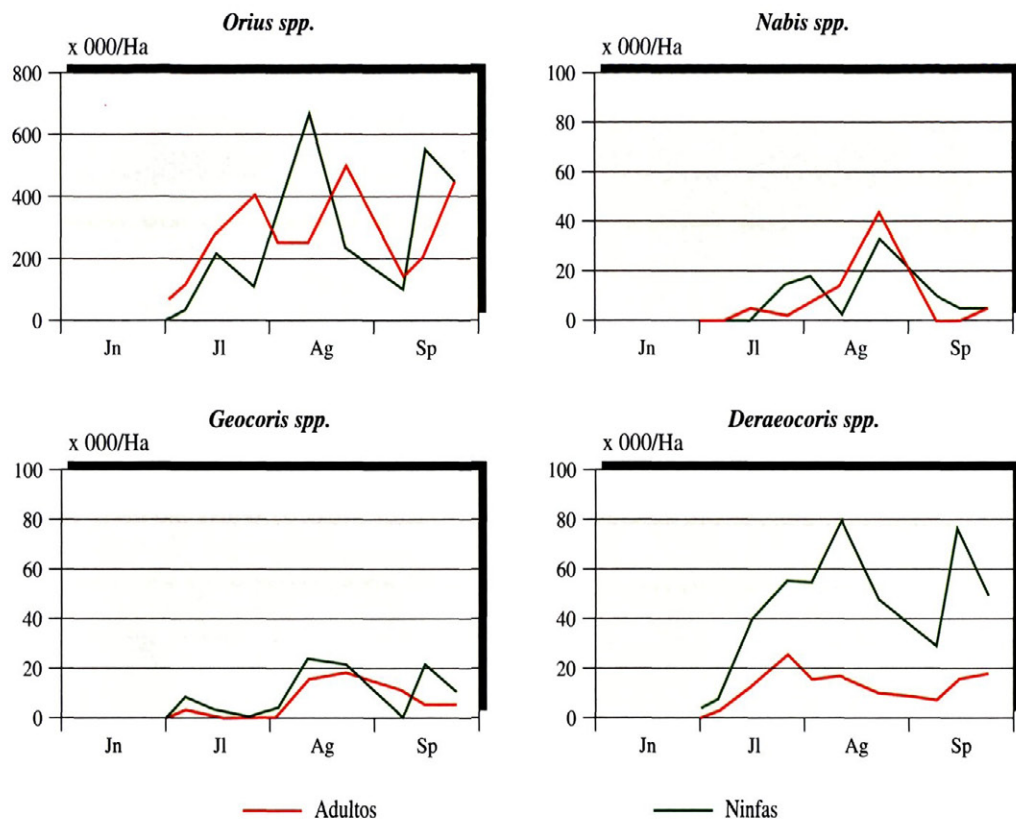 Orius spp.
x 000/Ha
800
600
400
200
0
Jn Jl Ag Sp
Nabis spp.
x 000/Ha
100
80
60
40
20
0
Jn Jl Ag Sp
Geocoris spp.
x 000/Ha
100
80
60
40
20
0
Jn Jl Ag Sp
Deraeocoris spp.
x 000/Ha
100
80
60
40
20
0
Jn Jl Ag Sp
Adultos Ninfas